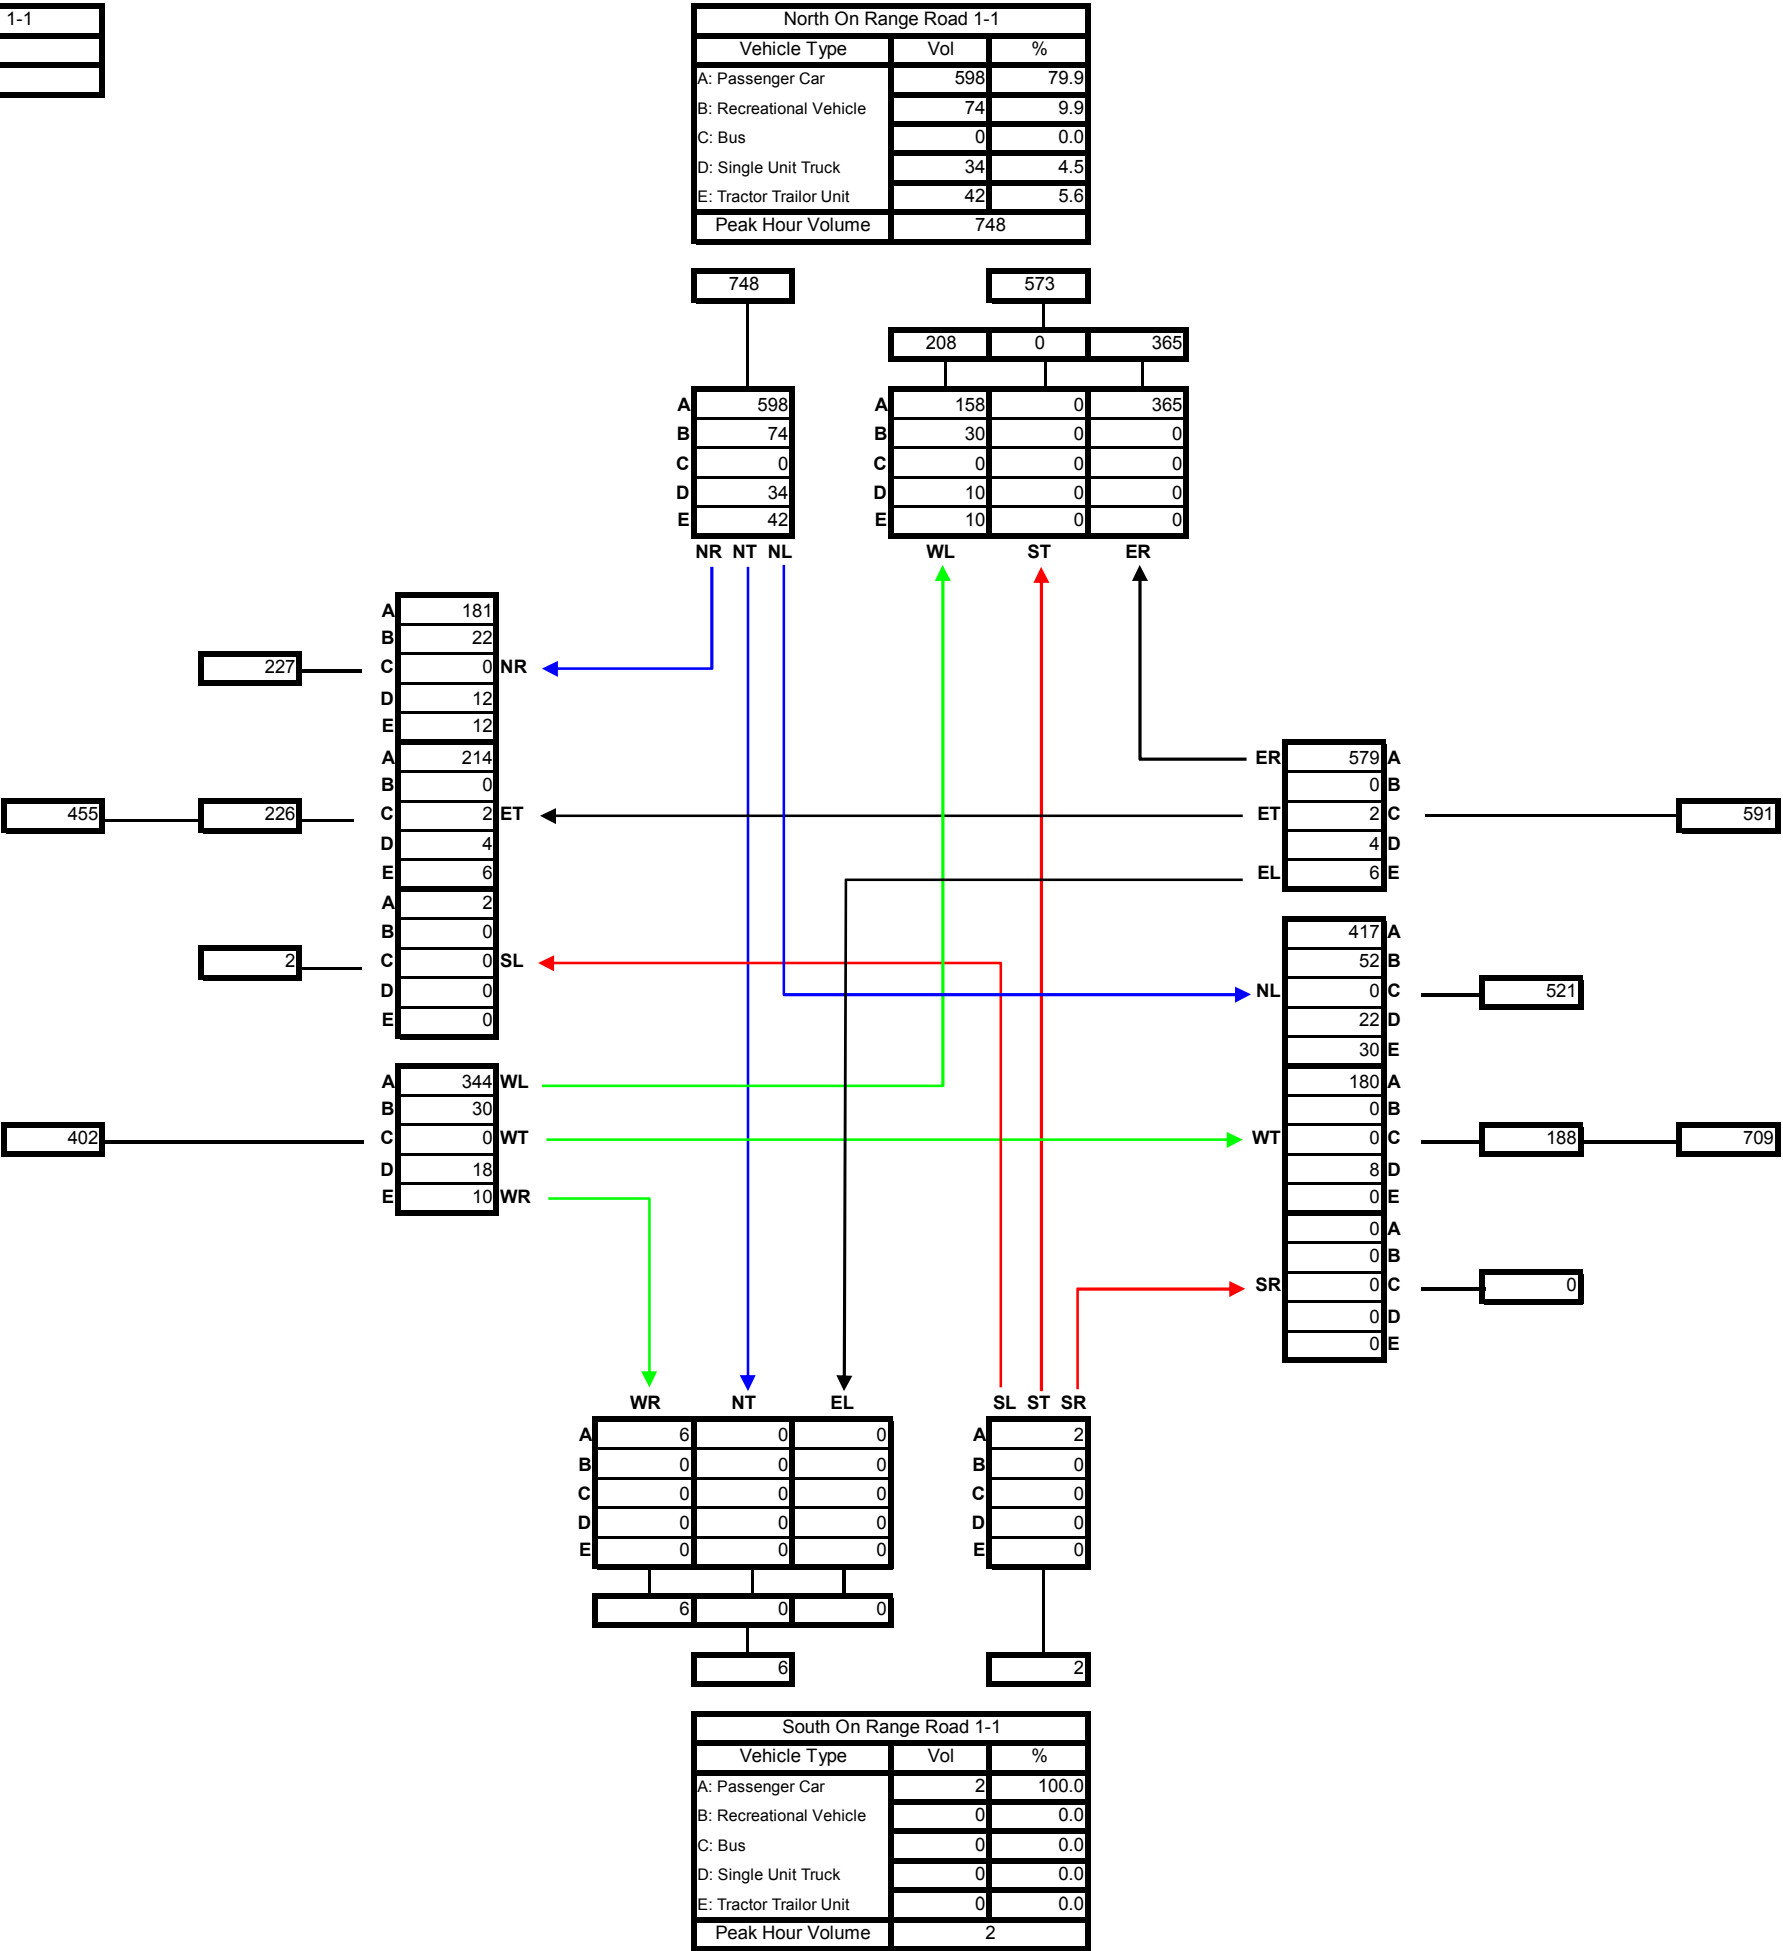 1-1
North On Range Road 1-1
Vehicle Type Vol %
A: Passenger Car 598 79.9
B: Recreational Vehicle 74 9.9
C: Bus 0 0.0
D: Single Unit Truck 34 4.5
E: Tractor Trailor Unit 42 5.6
Peak Hour Volume 748
748 573
208 0 365
A 598 A 158 0 365
B 74 B 30 0 0
C 0 C 0 0 0
D 34 D 10 0 0
E 42 E 10 0 0
NR NT NL WL ST ER
A 181
B 22
227 C 0 NR
D 12
E 12
A 214 ER 579 A
B 0 0 B
455 226 C 2 ET ET 2 C 591
D 4 4 D
E 6 EL 6 E
A 2
B 0
2 C 0 SL
D 0
E 0
417 A
52 B
NL 0 C 521
22 D
30 E
A 344 WL 180 A
B 30 0 B
402 C 0 WT WT 0 C 188 709
D 18 8 D
E 10 WR 0 E
0 A
0 B
SR 0 C 0
0 D
0 E
WR NT EL SL ST SR
A 6 0 0 A 2
B 0 0 0 B 0
C 0 0 0 C 0
D 0 0 0 D 0
E 0 0 0 E 0
6 0 0
6 2
South On Range Road 1-1
Vehicle Type Vol %
A: Passenger Car 2 100.0
B: Recreational Vehicle 0 0.0
C: Bus 0 0.0
D: Single Unit Truck 0 0.0
E: Tractor Trailor Unit 0 0.0
Peak Hour Volume 2